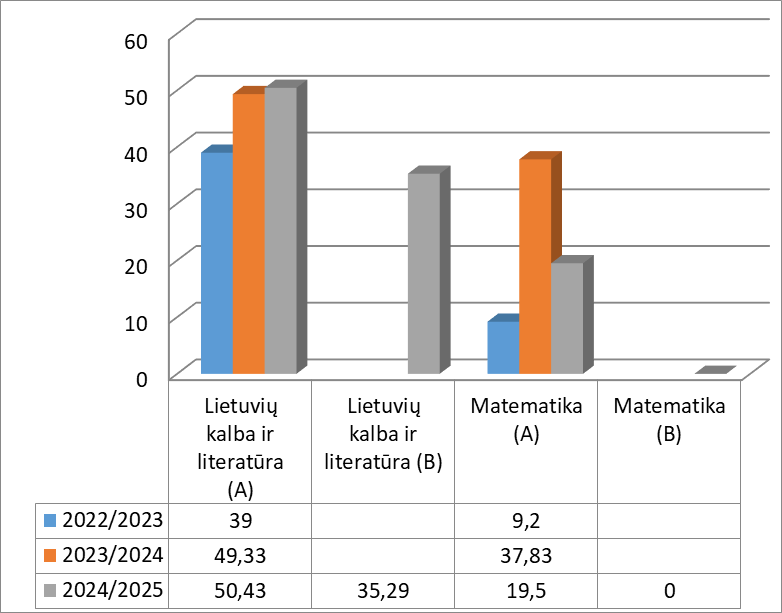 60
50
40
30
20
10
0
Lietuvių
kalba ir
literatūra
(A)
Lietuvių
kalba ir
literatūra (B)
Matematika
(A)
Matematika
(B)
2022/2023 39 9,2
2023/2024 49,33 37,83
2024/2025 50,43 35,29 19,5 0